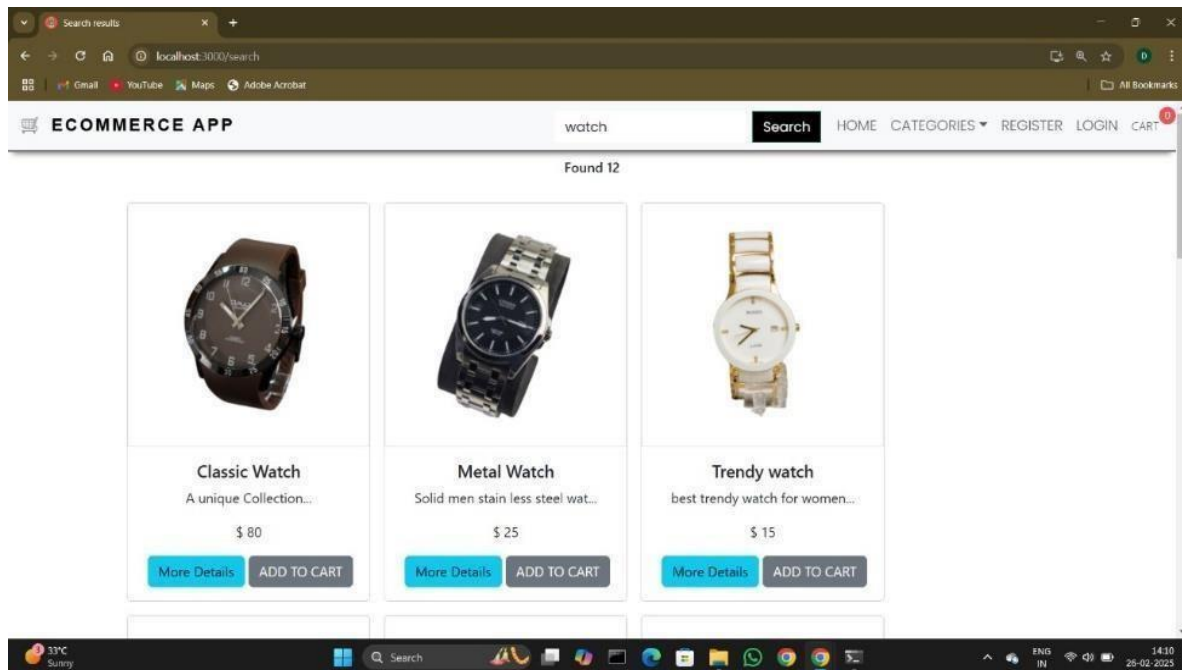 Search results
localhost:3000/search
Gmail YouTube Maps Adobe Acrobat All Bookmarks
ECOMMERCE APP watch Search HOME CATEGORIES REGISTER LOGIN CART 0
Found 12
Classic Watch
A unique Collection...
$ 80
More Details ADD TO CART
Metal Watch
Solid men stain less steel wat...
$ 25
More Details ADD TO CART
Trendy watch
best trendy watch for women...
$ 15
More Details ADD TO CART
33°C
Sunny
Search
ENG
IN
14:10
26-02-2025